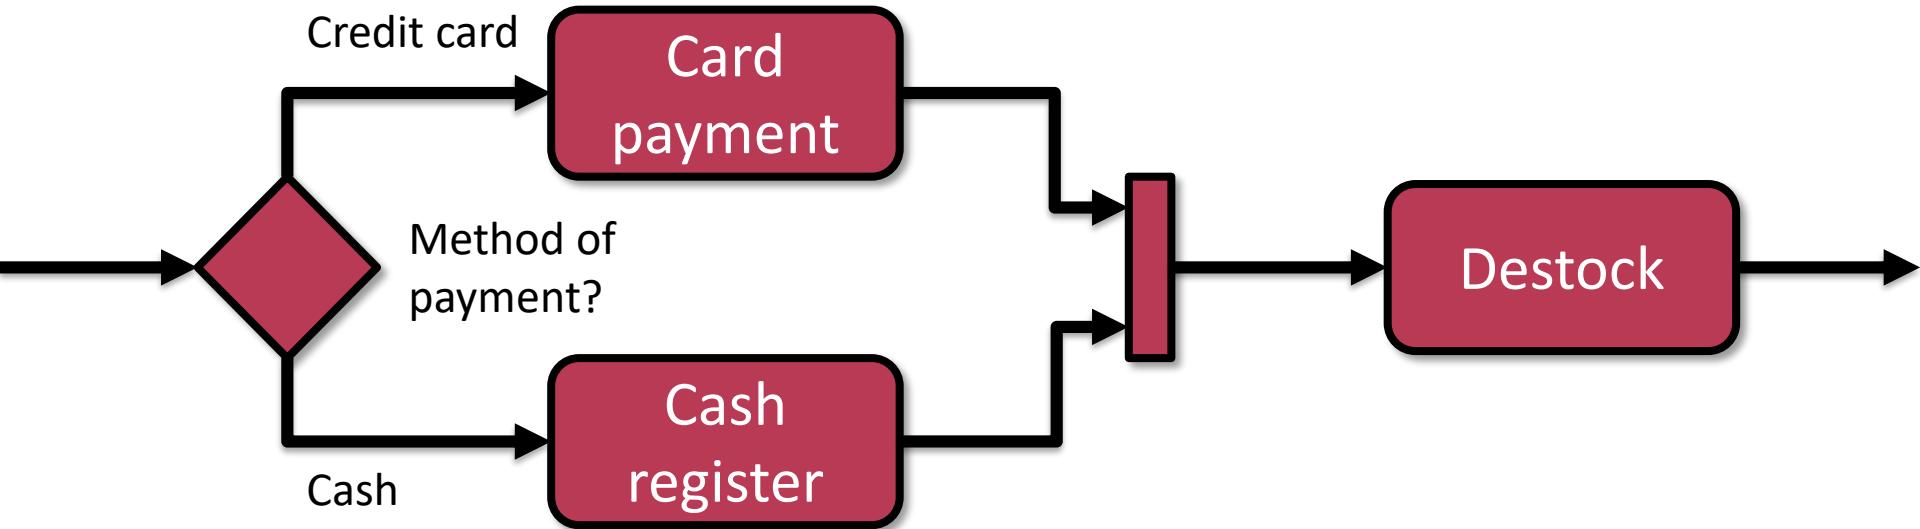 Credit card
Card
payment
Method of
payment?
Destock
Cash
register
Cash